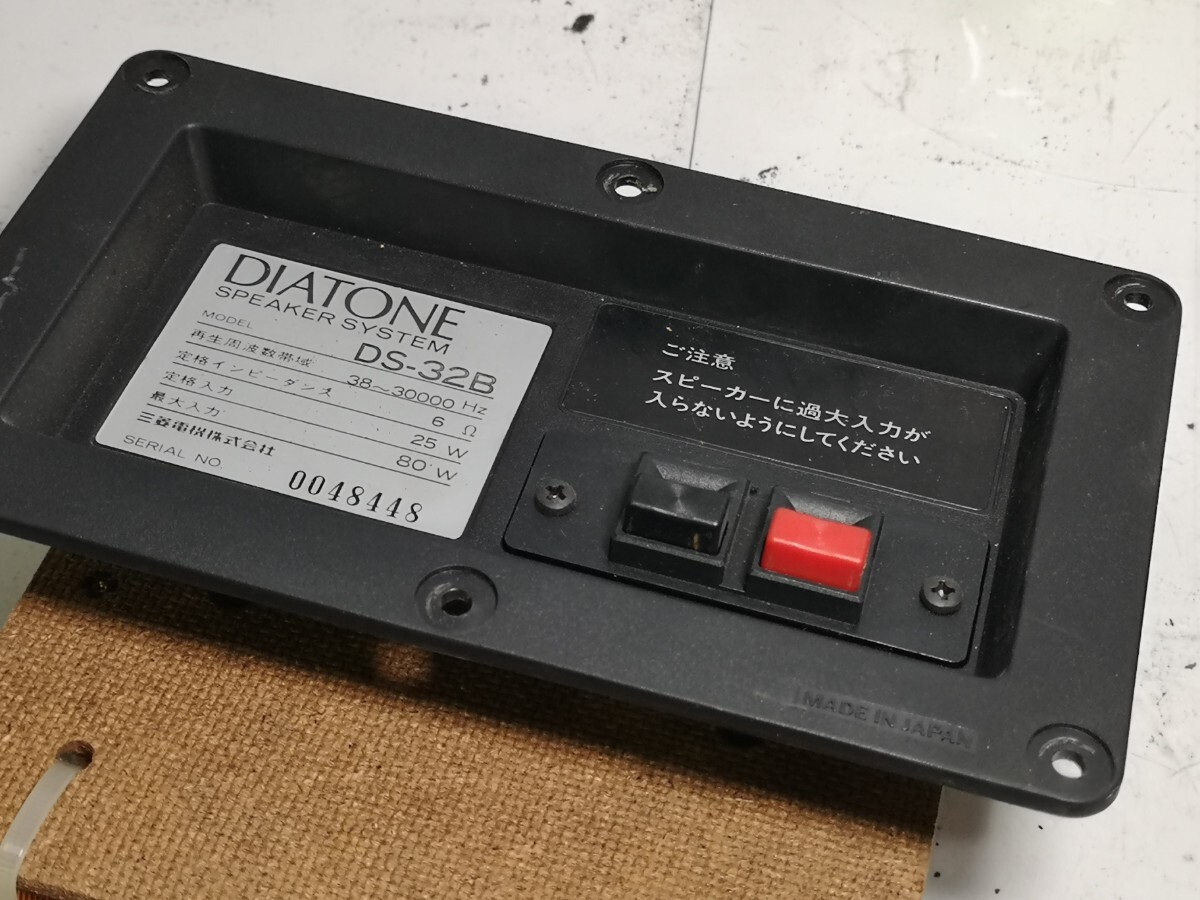 DIATONE
SPEAKER SYSTEM
MODEL DS-32B
再生周波数帯域 38~30000 Hz
定格インピーダンス 6 Ω
定格入力 25 W
最大入力 80 W
三菱電機株式会社
SERIAL NO. 0048448
ご注意
スピーカーに過大入力が
入らないようにしてください
MADE IN JAPAN